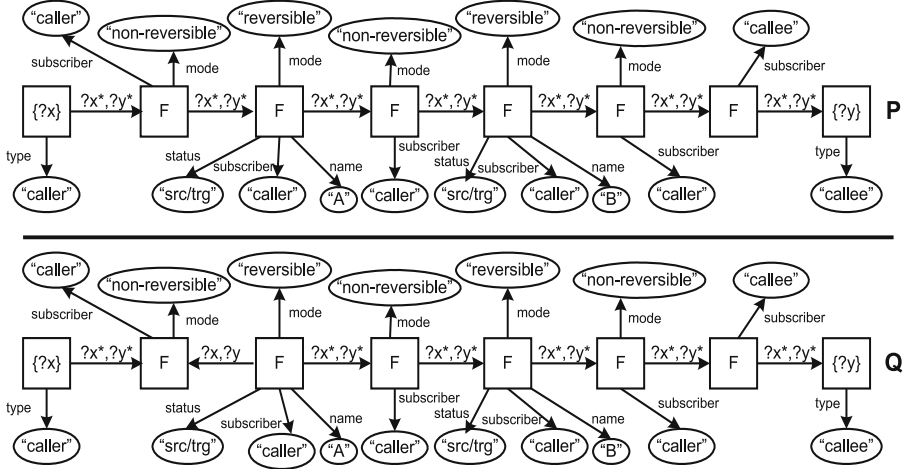 “caller” “non-reversible” “reversible” “non-reversible” “reversible” “non-reversible” “callee”
subscriber mode mode mode mode mode subscriber
{?x} ?x*,?y* F ?x*,?y* F ?x*,?y* F ?x*,?y* F ?x*,?y* F ?x*,?y* F ?x*,?y* {?y} P
type status subscriber name subscriber status subscriber name subscriber type
“caller” “src/trg” “caller” “A” “caller” “src/trg” “caller” “B” “caller” “callee”
“caller” “non-reversible” “reversible” “non-reversible” “reversible” “non-reversible” “callee”
subscriber mode mode mode mode mode subscriber
{?x} ?x*,?y* F ?x,?y F ?x*,?y* F ?x*,?y* F ?x*,?y* F ?x*,?y* F ?x*,?y* {?y} Q
type status subscriber name subscriber status subscriber name subscriber type
“caller” “src/trg” “caller” “A” “caller” “src/trg” “caller” “B” “caller” “callee”